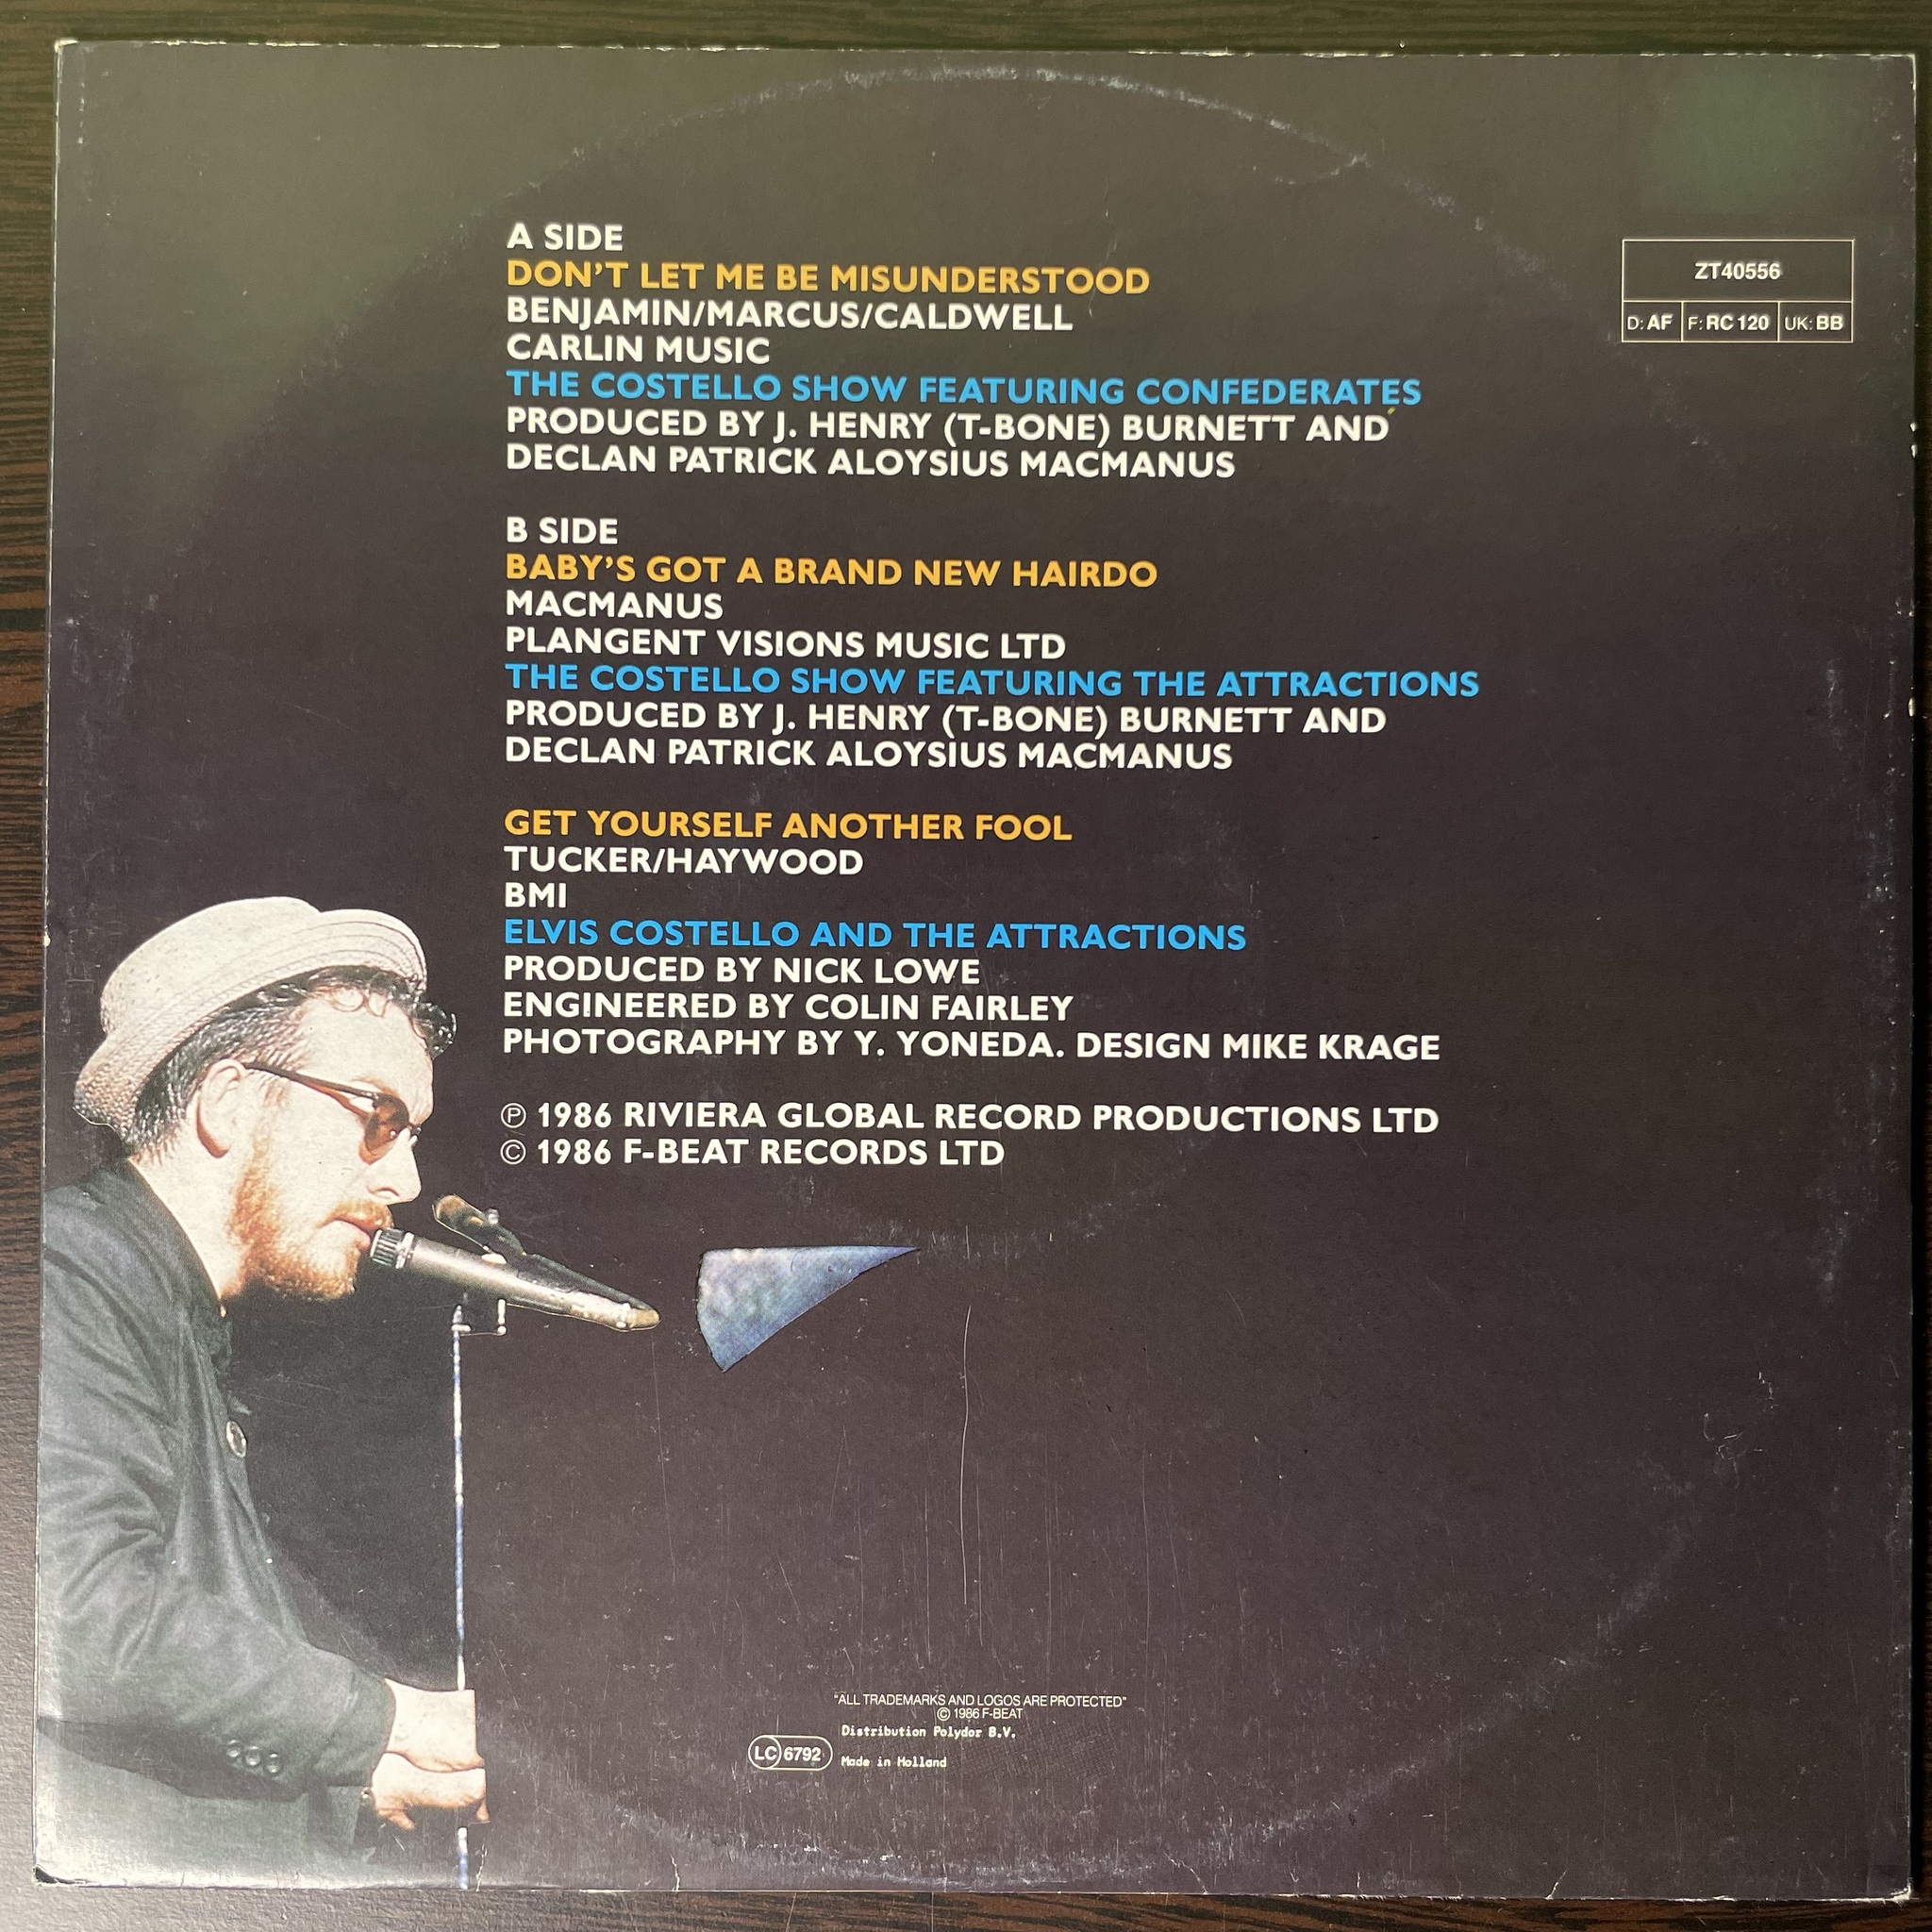 A SIDE
DON'T LET ME BE MISUNDERSTOOD
BENJAMIN/MARCUS/CALDWELL
CARLIN MUSIC
THE COSTELLO SHOW FEATURING CONFEDERATES
PRODUCED BY J. HENRY (T-BONE) BURNETT AND
DECLAN PATRICK ALOYSIUS MACMANUS
B SIDE
BABY'S GOT A BRAND NEW HAIRDO
MACMANUS
PLANGENT VISIONS MUSIC LTD
THE COSTELLO SHOW FEATURING THE ATTRACTIONS
PRODUCED BY J. HENRY (T-BONE) BURNETT AND
DECLAN PATRICK ALOYSIUS MACMANUS
GET YOURSELF ANOTHER FOOL
TUCKER/HAYWOOD
BMI
ELVIS COSTELLO AND THE ATTRACTIONS
PRODUCED BY NICK LOWE
ENGINEERED BY COLIN FAIRLEY
PHOTOGRAPHY BY Y. YONEDA. DESIGN MIKE KRAGE
℗ 1986 RIVIERA GLOBAL RECORD PRODUCTIONS LTD
© 1986 F-BEAT RECORDS LTD
ZT40556
D: AF F: RC 120 UK: BB
"ALL TRADEMARKS AND LOGOS ARE PROTECTED"
© 1986 F-BEAT
Distribution Polydor B.V.
LC 6792
Made in Holland